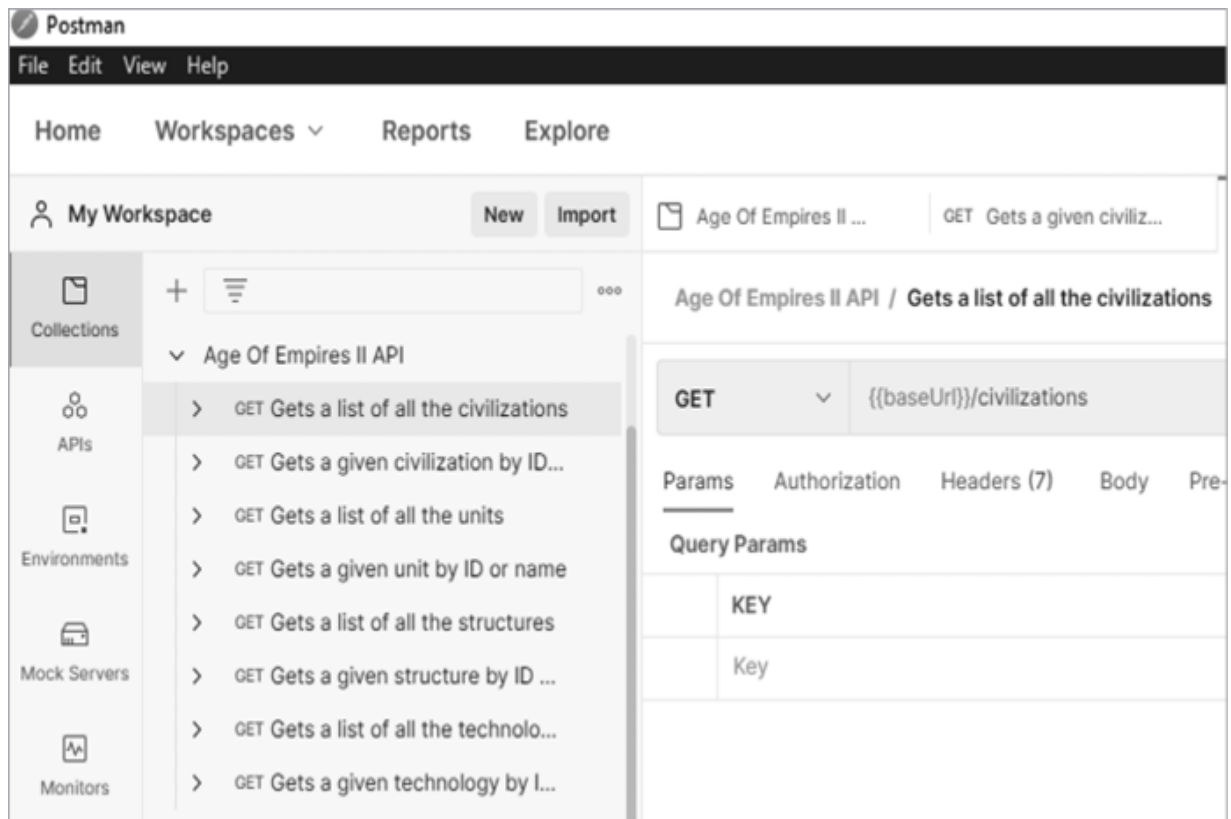 Postman
File Edit View Help
Home Workspaces Reports Explore
My Workspace New Import
Age Of Empires II ... GET Gets a given civiliz...
Collections
APIs
Environments
Mock Servers
Monitors
Age Of Empires II API
GET Gets a list of all the civilizations
GET Gets a given civilization by ID...
GET Gets a list of all the units
GET Gets a given unit by ID or name
GET Gets a list of all the structures
GET Gets a given structure by ID ...
GET Gets a list of all the technolo...
GET Gets a given technology by I...
Age Of Empires II API / Gets a list of all the civilizations
GET {{baseUrl}}/civilizations
Params Authorization Headers (7) Body Pre-
Query Params
KEY
Key